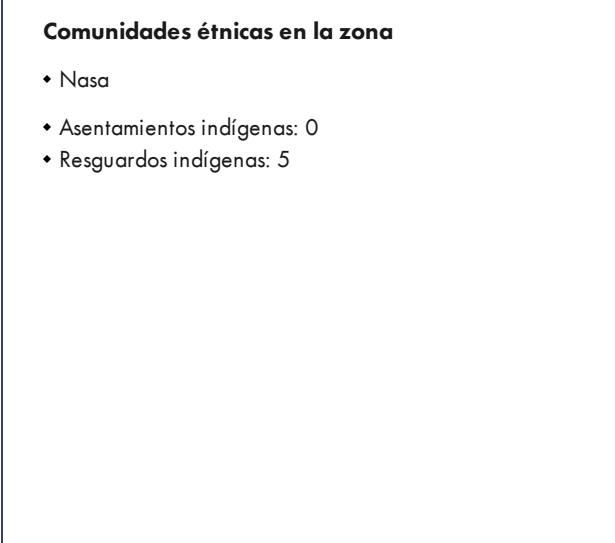 Comunidades étnicas en la zona
◆ Nasa
◆ Asentamientos indígenas: 0
◆ Resguardos indígenas: 5